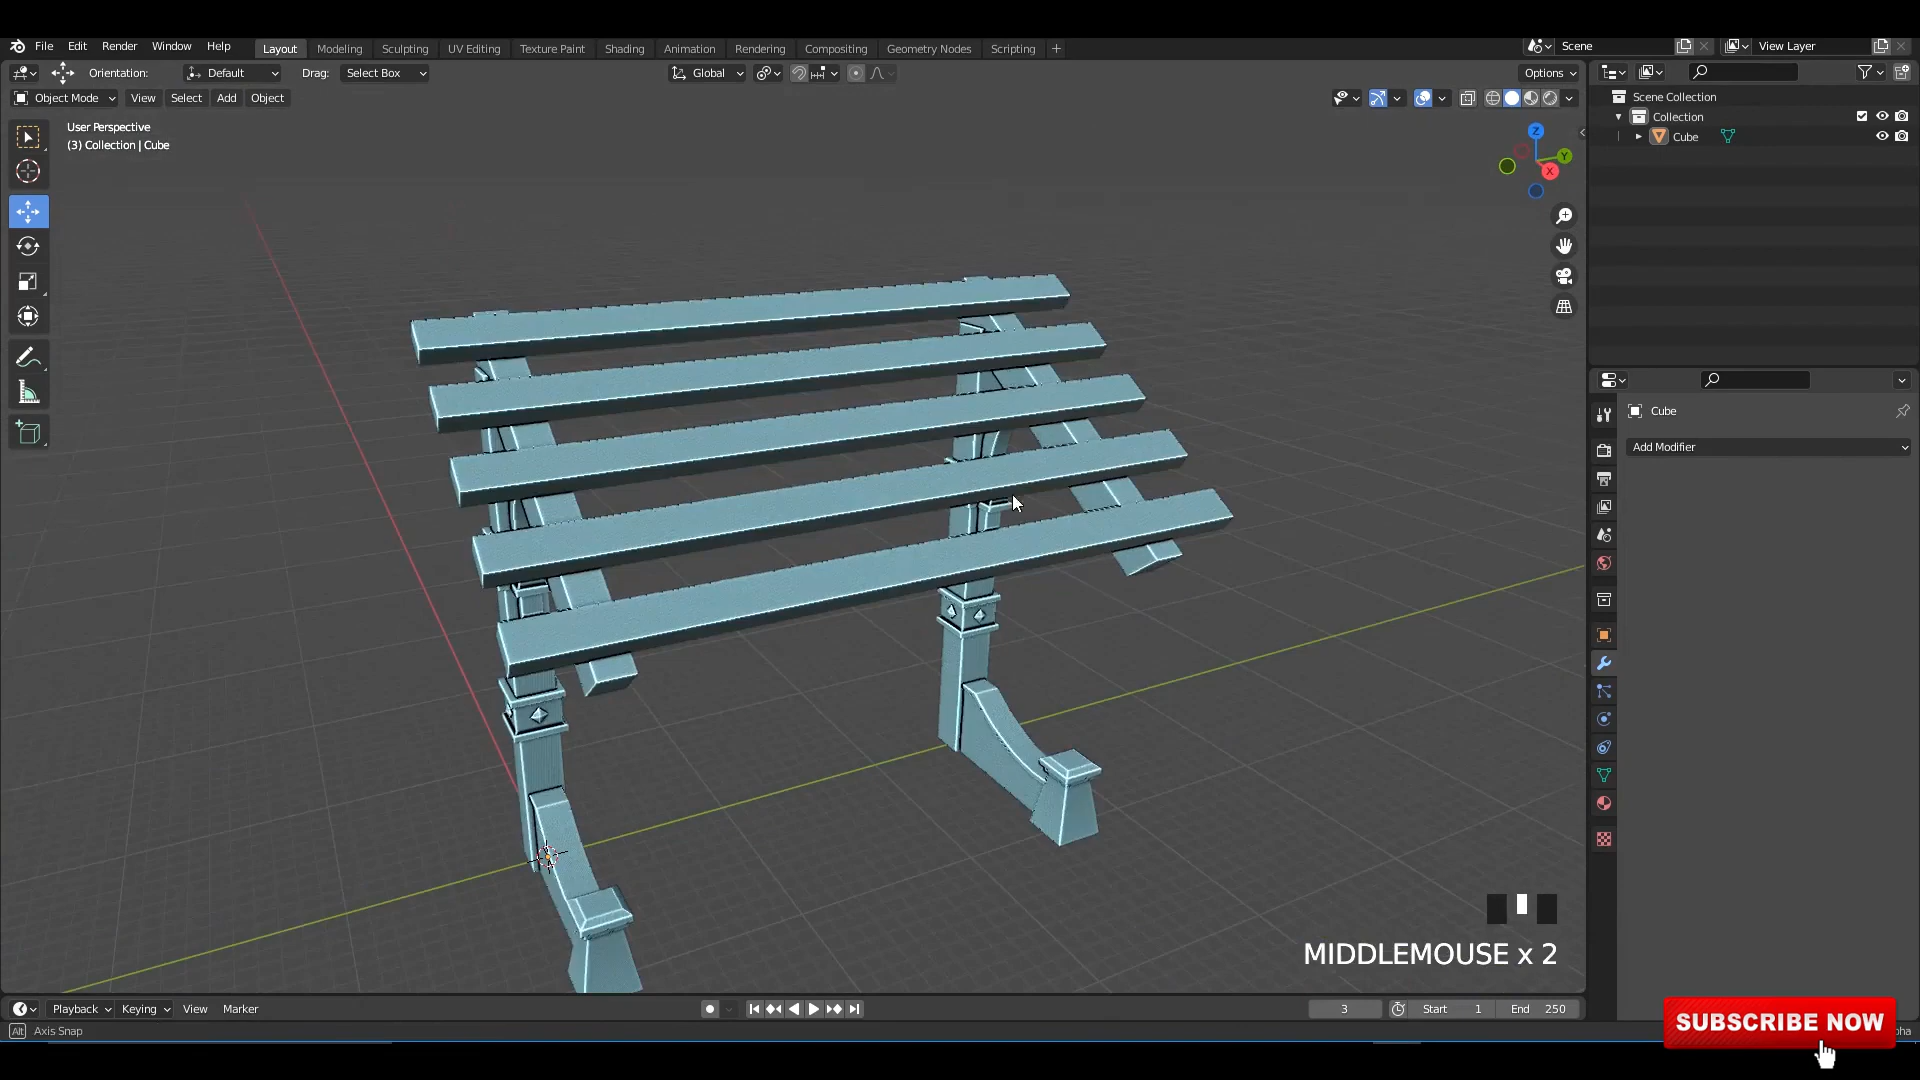 File Edit Render Window Help
Layout Modeling Sculpting UV Editing Texture Paint Shading Animation Rendering Compositing Geometry Nodes Scripting +
Scene
View Layer
Orientation: Default Drag: Select Box
Global
Options
Object Mode View Select Add Object
User Perspective
(3) Collection | Cube
Z
Y
X
Scene Collection
Collection
Cube
Cube
Add Modifier
MIDDLEMOUSE x 2
Playback Keying View Marker
3 Start 1 End 250
Alt Axis Snap
SUBSCRIBE NOW